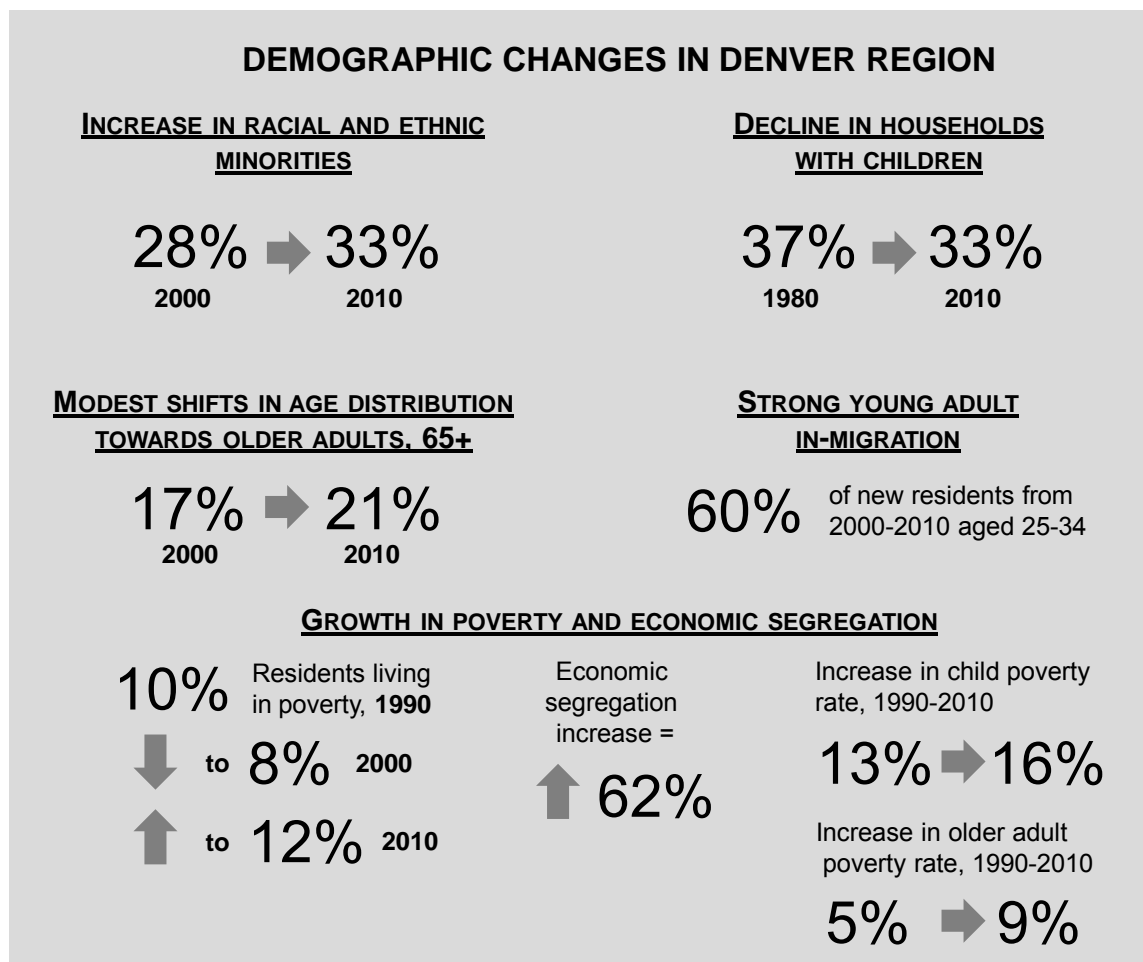 DEMOGRAPHIC CHANGES IN DENVER REGION
INCREASE IN RACIAL AND ETHNIC
MINORITIES
28% 33%
2000 2010
DECLINE IN HOUSEHOLDS
WITH CHILDREN
37% 33%
1980 2010
MODEST SHIFTS IN AGE DISTRIBUTION
TOWARDS OLDER ADULTS, 65+
17% 21%
2000 2010
STRONG YOUNG ADULT
IN-MIGRATION
60% of new residents from
2000-2010 aged 25-34
GROWTH IN POVERTY AND ECONOMIC SEGREGATION
10% Residents living
in poverty, 1990
to 8% 2000
to 12% 2010
Economic
segregation
increase =
62%
Increase in child poverty
rate, 1990-2010
13% 16%
Increase in older adult
poverty rate, 1990-2010
5% 9%